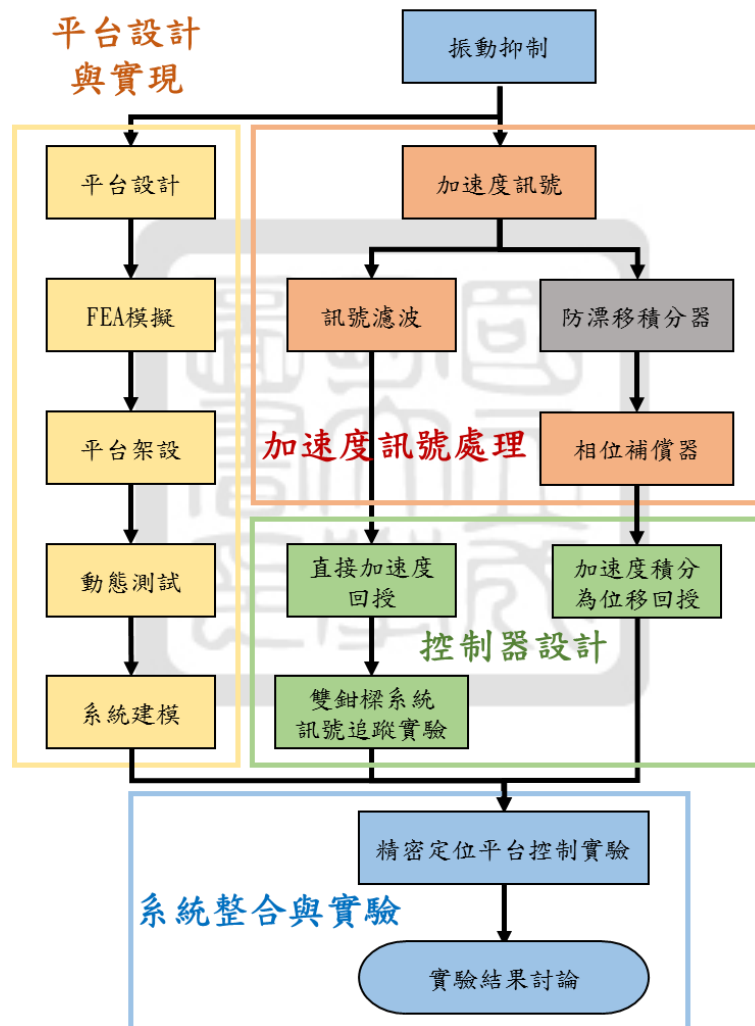 平台設計
與實現
振動抑制
平台設計
加速度訊號
FEA模擬
訊號濾波
防漂移積分器
平台架設
加速度訊號處理
相位補償器
動態測試
直接加速度
回授
加速度積分
為位移回授
控制器設計
系統建模
雙鉗樑系統
訊號追蹤實驗
精密定位平台控制實驗
系統整合與實驗
實驗結果討論